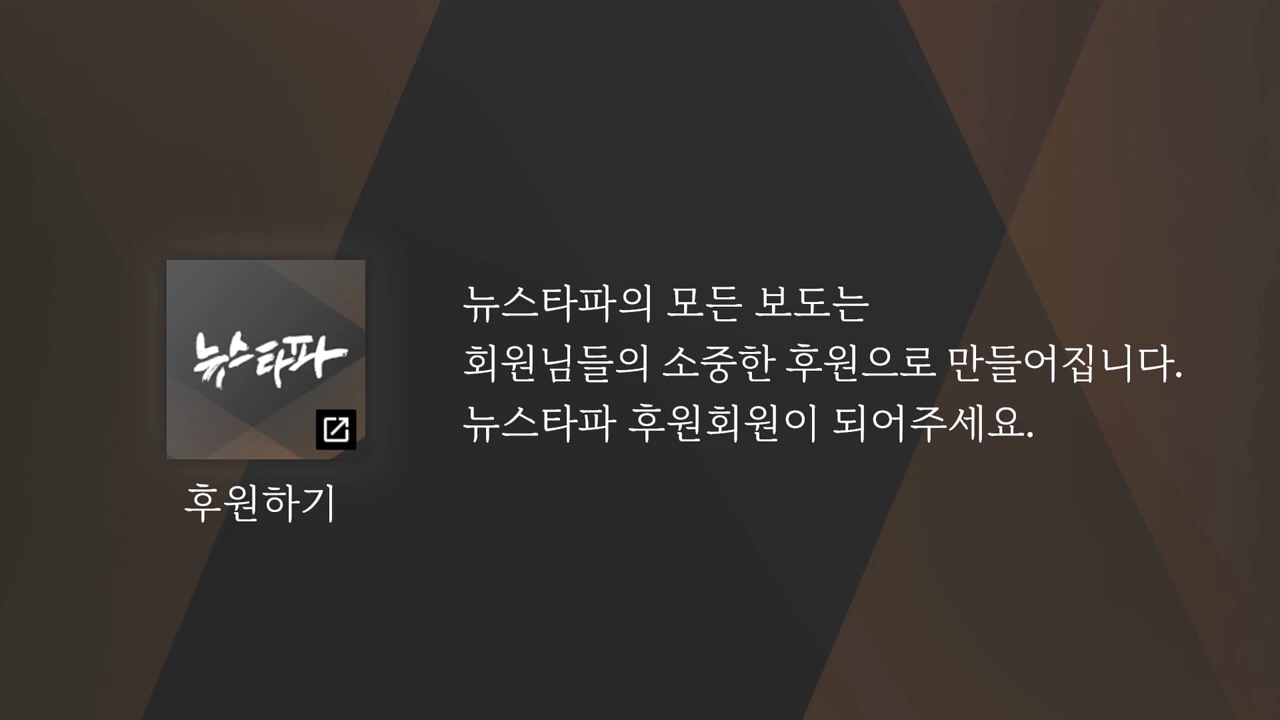 뉴스타파
후원하기
뉴스타파의 모든 보도는
회원님들의 소중한 후원으로 만들어집니다.
뉴스타파 후원회원이 되어주세요.